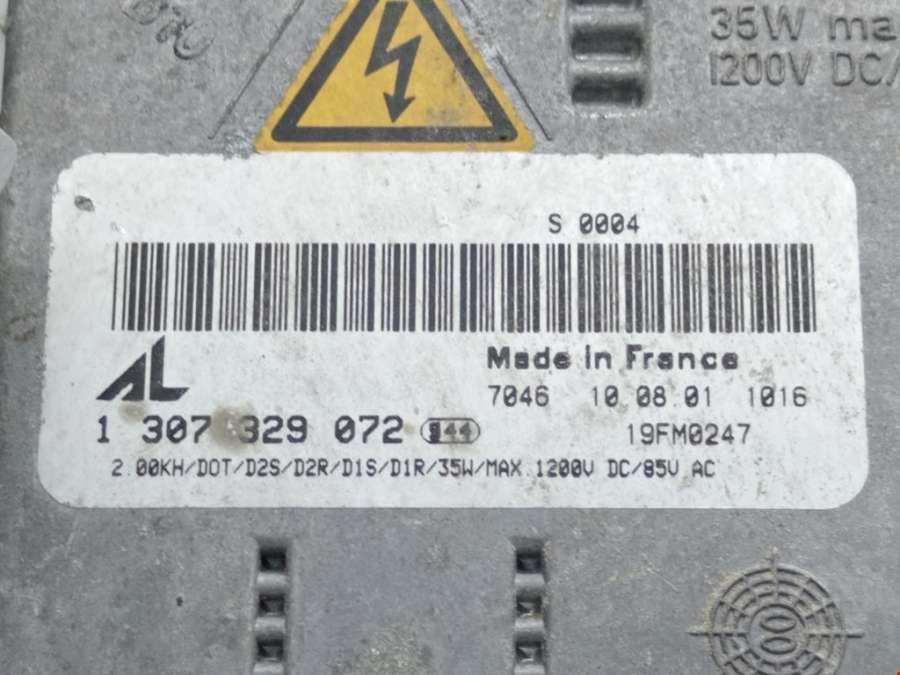 35W ma
1200V DC/
S 0004
AL
Made in France
7046 10 08 01 1016
1 307 329 072
19FM0247
2.00KH/DOT/D2S/D2R/D1S/D1R/35W/MAX 1200V DC/85V AC